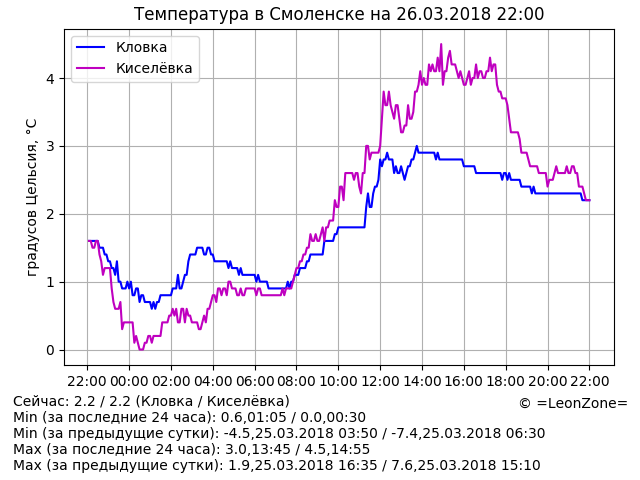 Температура в Смоленске на 26.03.2018 22:00
Кловка
Киселёвка
градусов Цельсия, °C
4
3
2
1
0
22:00 00:00 02:00 04:00 06:00 08:00 10:00 12:00 14:00 16:00 18:00 20:00 22:00
Сейчас: 2.2 / 2.2 (Кловка / Киселёвка)
© =LeonZone=
Min (за последние 24 часа): 0.6,01:05 / 0.0,00:30
Min (за предыдущие сутки): -4.5,25.03.2018 03:50 / -7.4,25.03.2018 06:30
Max (за последние 24 часа): 3.0,13:45 / 4.5,14:55
Max (за предыдущие сутки): 1.9,25.03.2018 16:35 / 7.6,25.03.2018 15:10